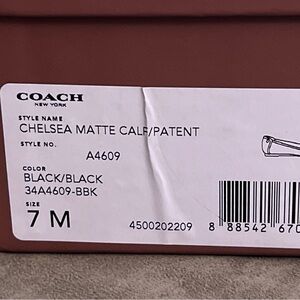 COACH
NEW YORK
STYLE NAME
CHELSEA MATTE CALF/PATENT
STYLE NO.
A4609
COLOR
BLACK/BLACK
34A4609-BBK
SIZE
7 M
4500202209
8 88542 670